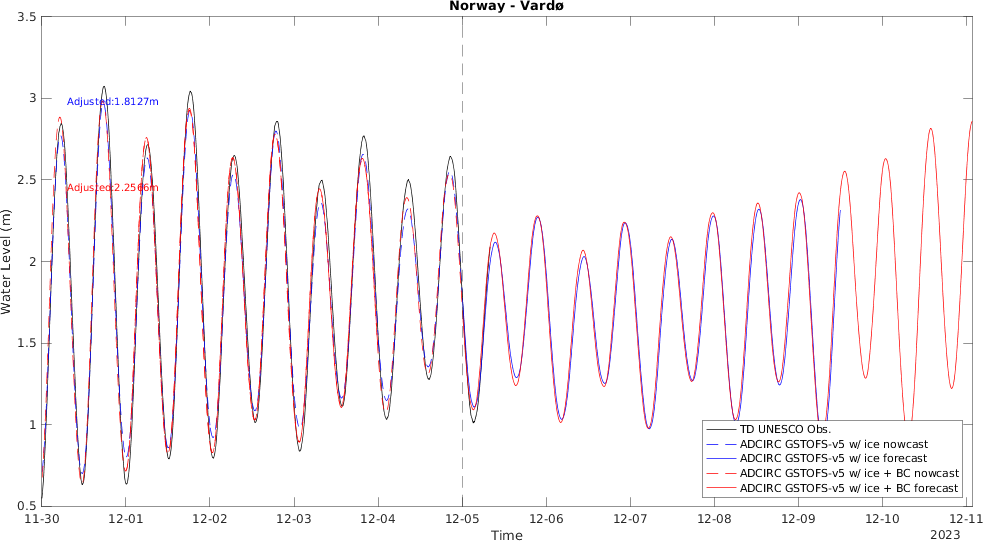 Norway - Vardø
3.5
3
2.5
2
1.5
1
0.5
Water Level (m)
Adjusted:1.8127m
Adjusted:2.2566m
TD UNESCO Obs.
ADCIRC GSTOFS-v5 w/ ice nowcast
ADCIRC GSTOFS-v5 w/ ice forecast
ADCIRC GSTOFS-v5 w/ ice + BC nowcast
ADCIRC GSTOFS-v5 w/ ice + BC forecast
11-30 12-01 12-02 12-03 12-04 12-05 12-06 12-07 12-08 12-09 12-10 12-11
Time
2023